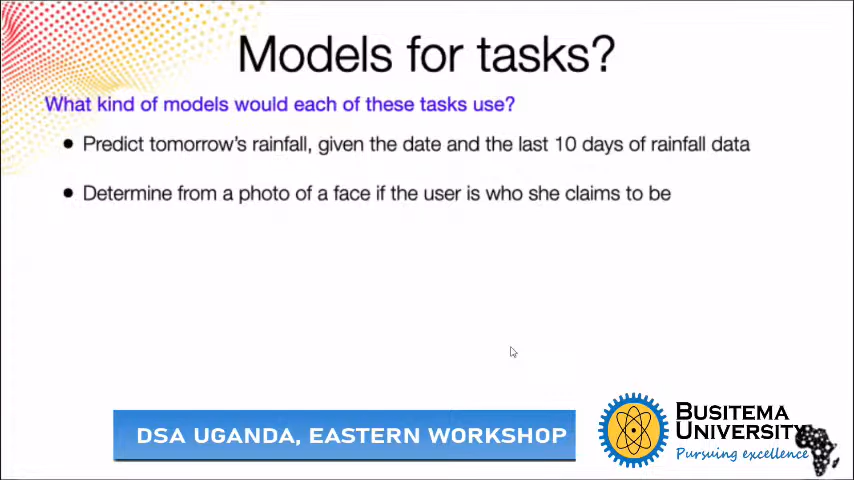 Models for tasks?
What kind of models would each of these tasks use?
• Predict tomorrow's rainfall, given the date and the last 10 days of rainfall data
• Determine from a photo of a face if the user is who she claims to be
DSA UGANDA, EASTERN WORKSHOP
BUSITEMA
UNIVERSITY
Pursuing excellence